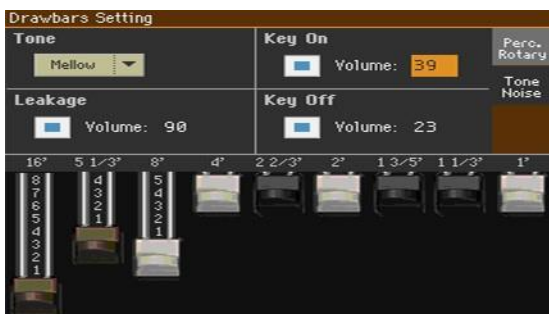 Drawbars Setting
Tone
Mellow
Key On
Volume: 39
Perc.
Rotary
Tone
Noise
Leakage
Volume: 90
Key Off
Volume: 23
16' 5 1/3' 8' 4' 2 2/3' 2' 1 3/5' 1 1/3' 1'
8 4 5
7 3 4
6 2 3
5 1 2
4 1
3
2
1